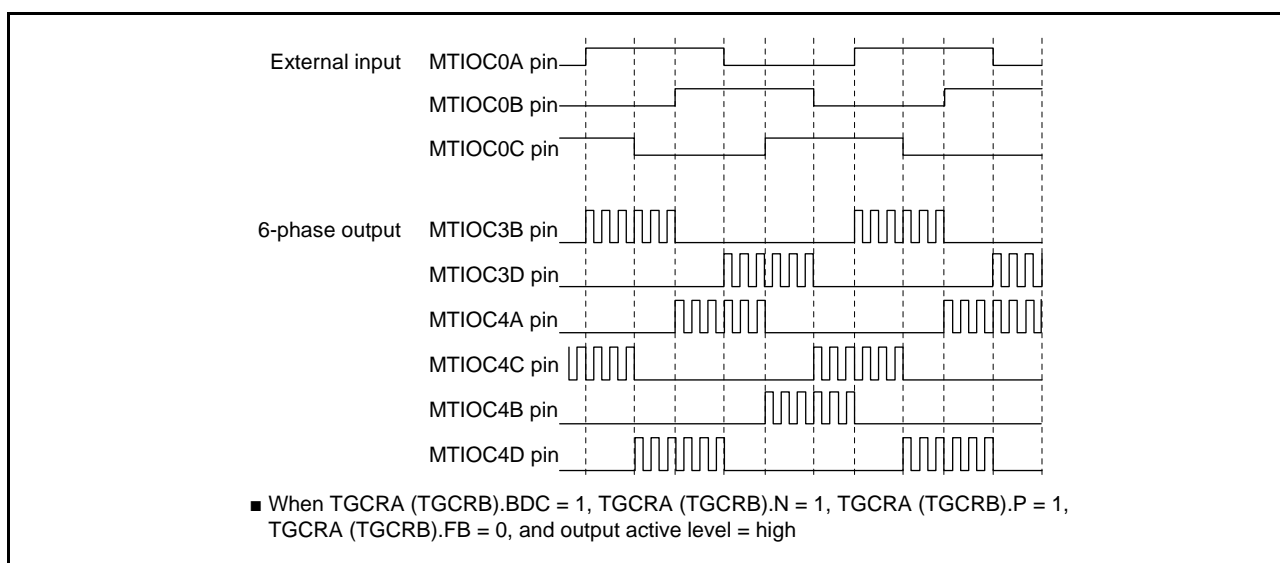 External input MTIOC0A pin
MTIOC0B pin
MTIOC0C pin
6-phase output MTIOC3B pin
MTIOC3D pin
MTIOC4A pin
MTIOC4C pin
MTIOC4B pin
MTIOC4D pin
■ When TGCRA (TGCRB).BDC = 1, TGCRA (TGCRB).N = 1, TGCRA (TGCRB).P = 1,
TGCRA (TGCRB).FB = 0, and output active level = high